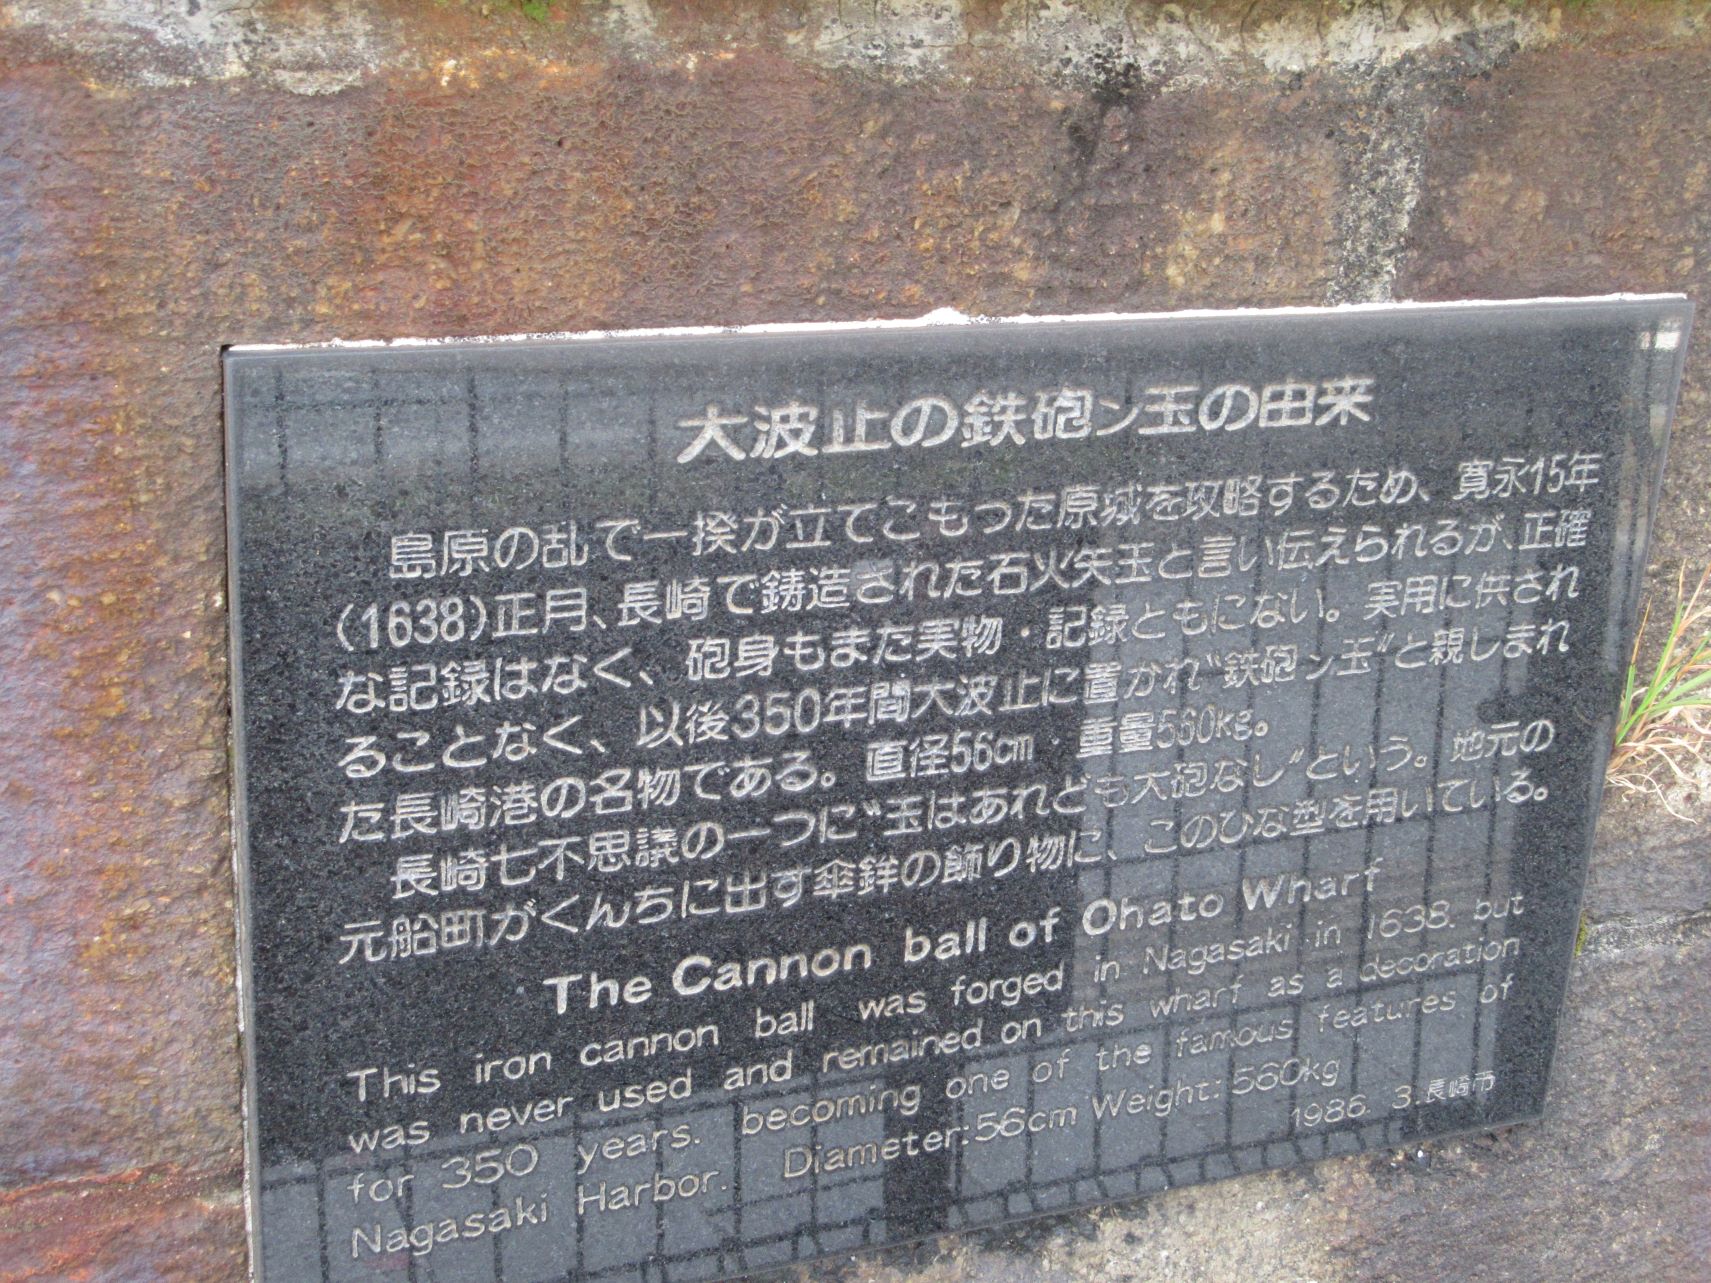 大波止の鉄砲ン玉の由来
島原の乱で一揆が立てこもった原城を攻略するため、寛永15年
(1638)正月、長崎で鋳造された石火矢玉と言い伝えられるが、正確
な記録はなく、砲身もまた実物・記録ともにない。実用に供され
ることなく、以後350年間大波止に置かれ“鉄砲ン玉”と親しまれ
た長崎港の名物である。直径56cm・重量560kg。
長崎七不思議の一つに“玉はあれども大砲なし”という。地元の
元船町がくんちに出す傘鉾の飾り物に、このひな型を用いている。
The Cannon ball of Ohato Wharf
This iron cannon ball was forged in Nagasaki in 1638. but
was never used and remained on this wharf as a decoration
for 350 years. becoming one of the famous features of
Nagasaki Harbor. Diameter:56cm Weight:560kg
1986. 3.長崎市